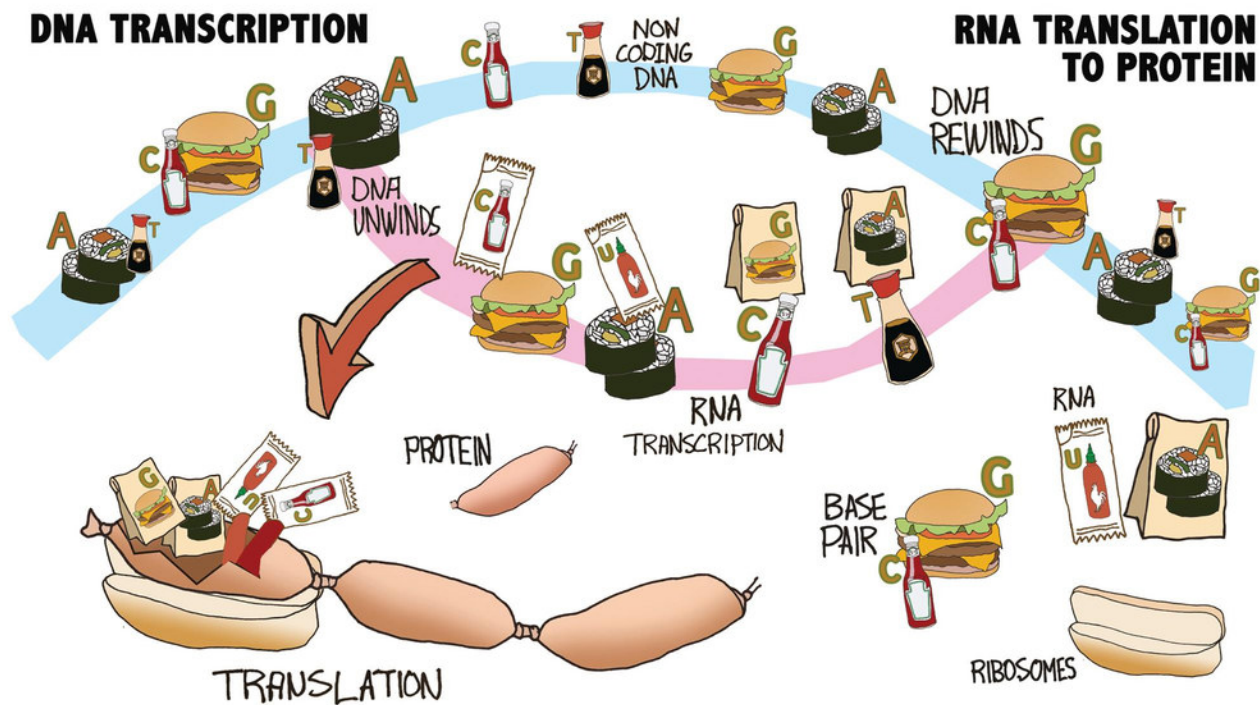 DNA TRANSCRIPTION
RNA TRANSLATION
TO PROTEIN
NON
CODING
DNA
DNA
REWINDS
DNA
UNWINDS
A
T
C
G
T
A
C
T
G
A
G
C
A
T
G
C
C
G
U
A
G
C
A
T
RNA
TRANSCRIPTION
PROTEIN
G
A
U
C
TRANSLATION
BASE
PAIR
G
C
RNA
U
A
RIBOSOMES